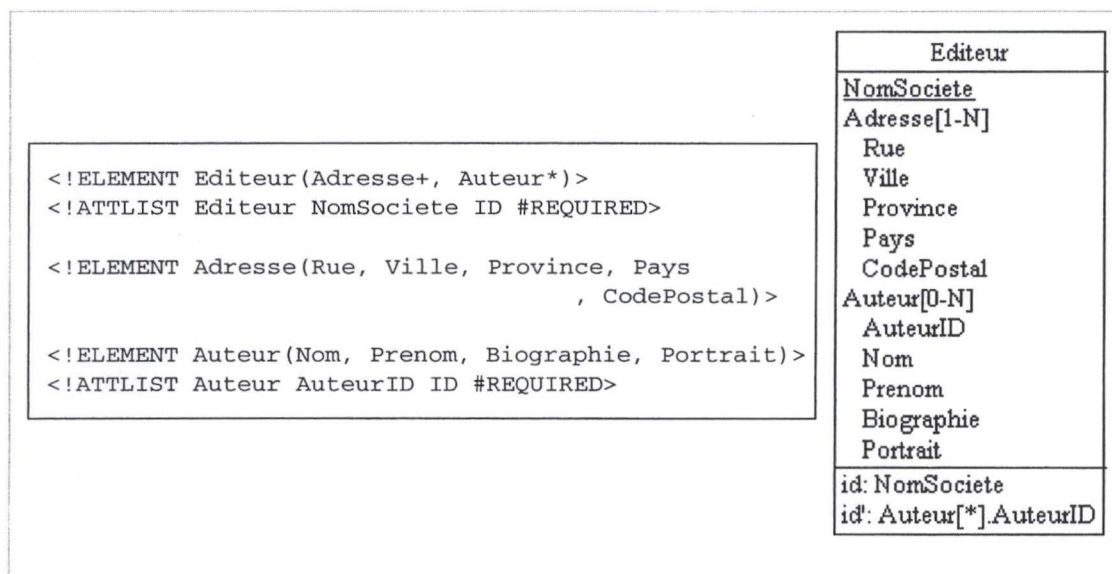 <!ELEMENT Editeur(Adresse+, Auteur*)>
<!ATTLIST Editeur NomSociete ID #REQUIRED>
<!ELEMENT Adresse(Rue, Ville, Province, Pays
, CodePostal)>
<!ELEMENT Auteur(Nom, Prenom, Biographie, Portrait)>
<!ATTLIST Auteur AuteurID ID #REQUIRED>
Editeur
NomSociete
Adresse[1-N]
Rue
Ville
Province
Pays
CodePostal
Auteur[0-N]
AuteurID
Nom
Prenom
Biographie
Portrait
id: NomSociete
id': Auteur[*].AuteurID